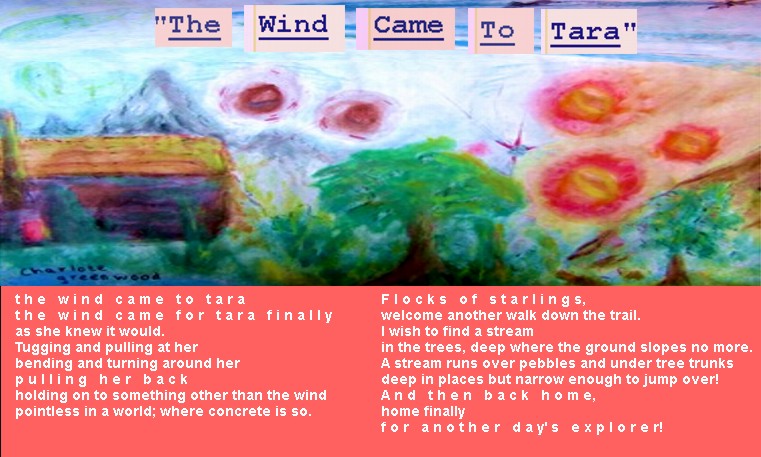 "The Wind Came To Tara"
Charlote
greenwood
the wind came to tara
the wind came for tara finally
as she knew it would.
Tugging and pulling at her
bending and turning around her
pulling her back
holding on to something other than the wind
pointless in a world; where concrete is so.
Flocks of starlings,
welcome another walk down the trail.
I wish to find a stream
in the trees, deep where the ground slopes no more.
A stream runs over pebbles and under tree trunks
deep in places but narrow enough to jump over!
And then back home,
home finally
for another day's explorer!